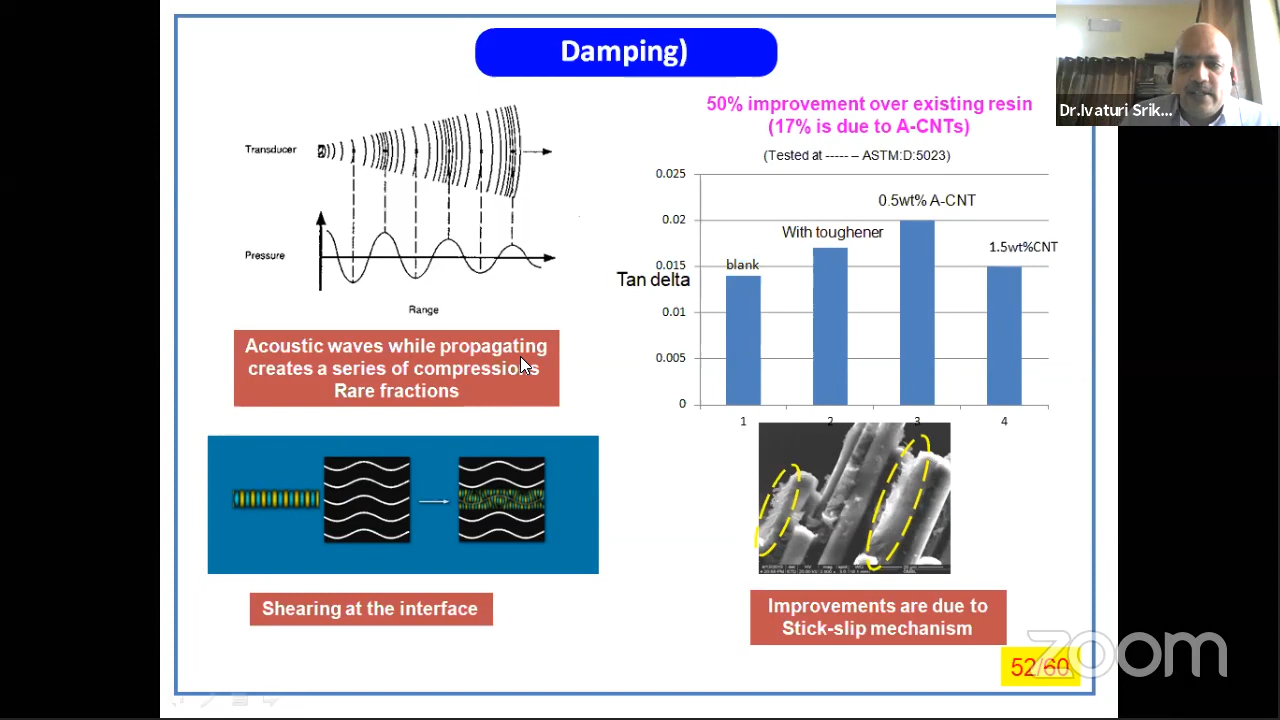 Damping)
Dr.Ivaturi Srik...
Transducer
Pressure
Range
Acoustic waves while propagating
creates a series of compressions
Rare fractions
Shearing at the interface
50% improvement over existing resin
(17% is due to A-CNTs)
(Tested at ----- – ASTM:D:5023)
0.025
0.02
0.015
0.01
0.005
0
Tan delta
blank
With toughener
0.5wt% A-CNT
1.5wt%CNT
1 2 3 4
Improvements are due to
Stick-slip mechanism
52/60
zoom